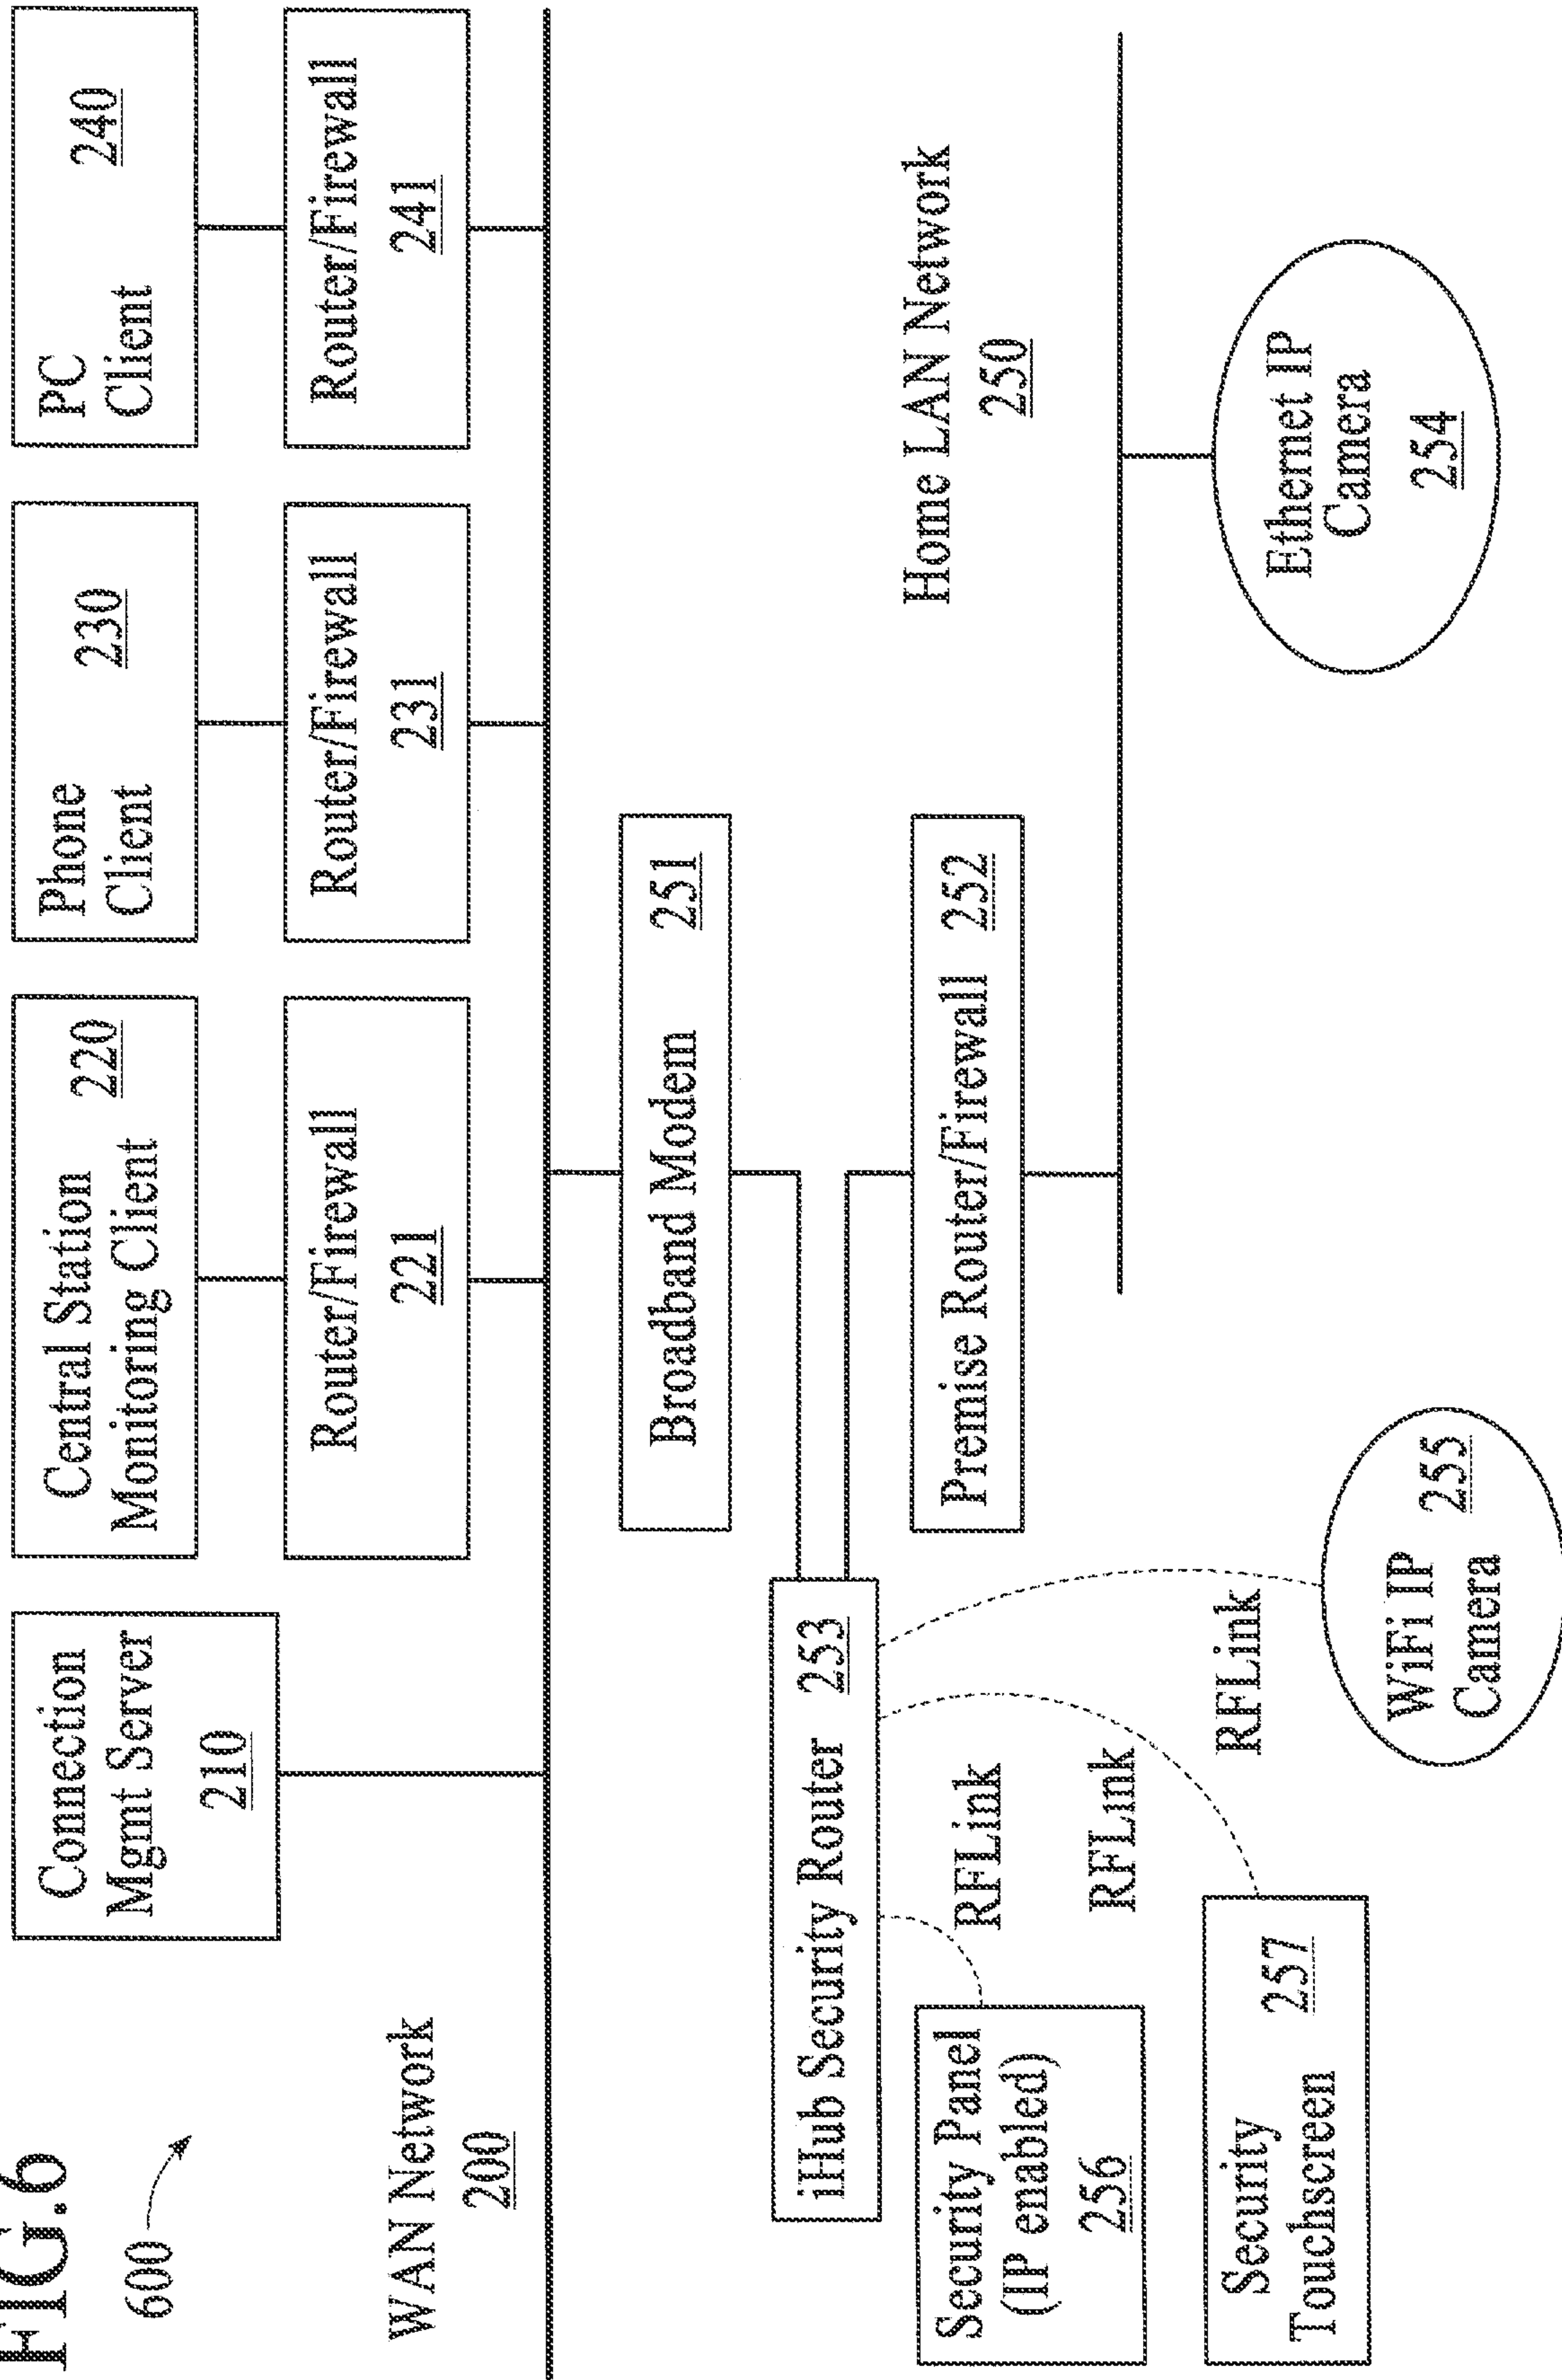 FIG.6
600
Connection
Mgmt Server
210
Central Station
Monitoring Client
220
Phone
Client
230
PC
Client
240
Router/Firewall
221
Router/Firewall
231
Router/Firewall
241
WAN Network
200
Broadband Modem 251
iHub Security Router 253
Premise Router/Firewall 252
Home LAN Network
250
Security Panel
(IP enabled)
256
RFLink
RFLink
RFLink
Security
Touchscreen
257
WiFi IP
Camera
255
Ethernet IP
Camera
254